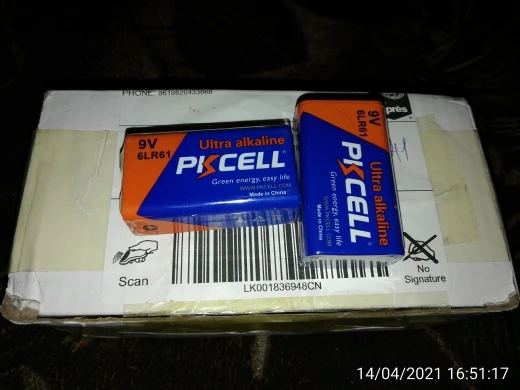 PHONE: 8618620433668
près
9V
6LR61
Ultra alkaline
PKCELL
Green energy, easy life
WWW.PKCELL.COM
Made in China
9V
6LR61
Ultra alkaline
PKCELL
Green energy, easy life
WWW.PKCELL.COM
Made in China
Scan
LK001836948CN
No
Signature
14/04/2021 16:51:17